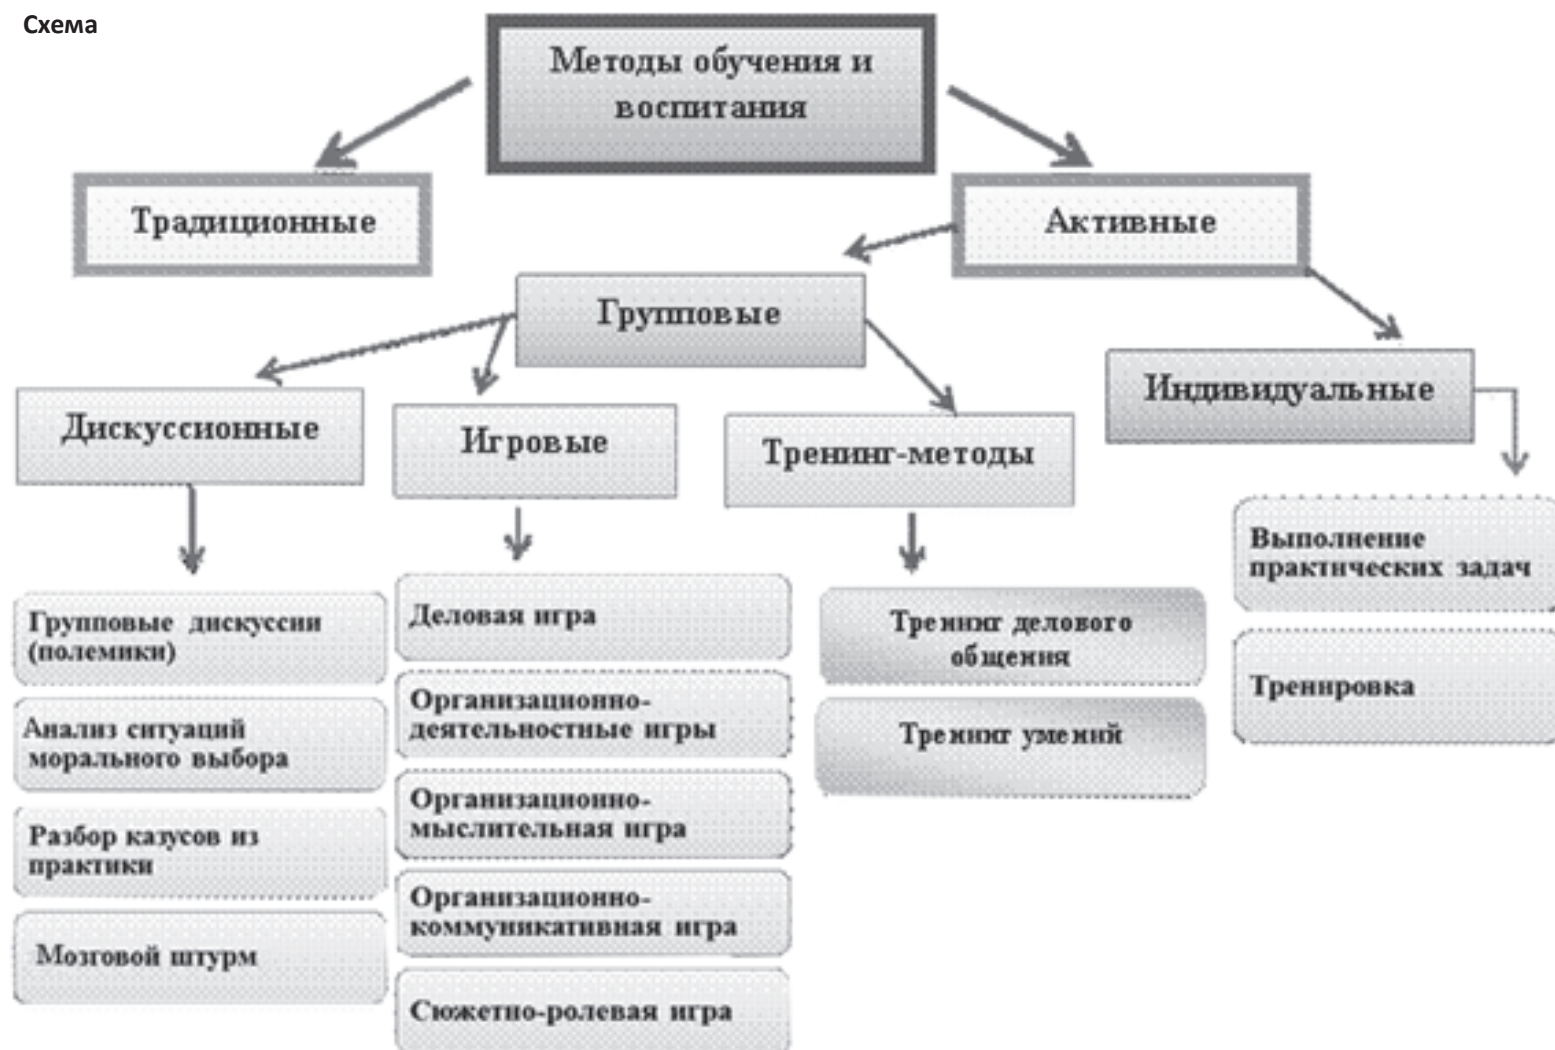 Схема
Методы обучения и
воспитания
Традиционные
Активные
Групповые
Индивидуальные
Дискуссионные
Игровые
Тренинг-методы
Групповые дискуссии
(полемики)
Анализ ситуаций
морального выбора
Разбор казусов из
практики
Мозговой штурм
Деловая игра
Организационно-
деятельностные игры
Организационно-
мыслительная игра
Организационно-
коммуникативная игра
Сюжетно-ролевая игра
Тренинг делового
общения
Тренинг умений
Выполнение
практических задач
Тренировка